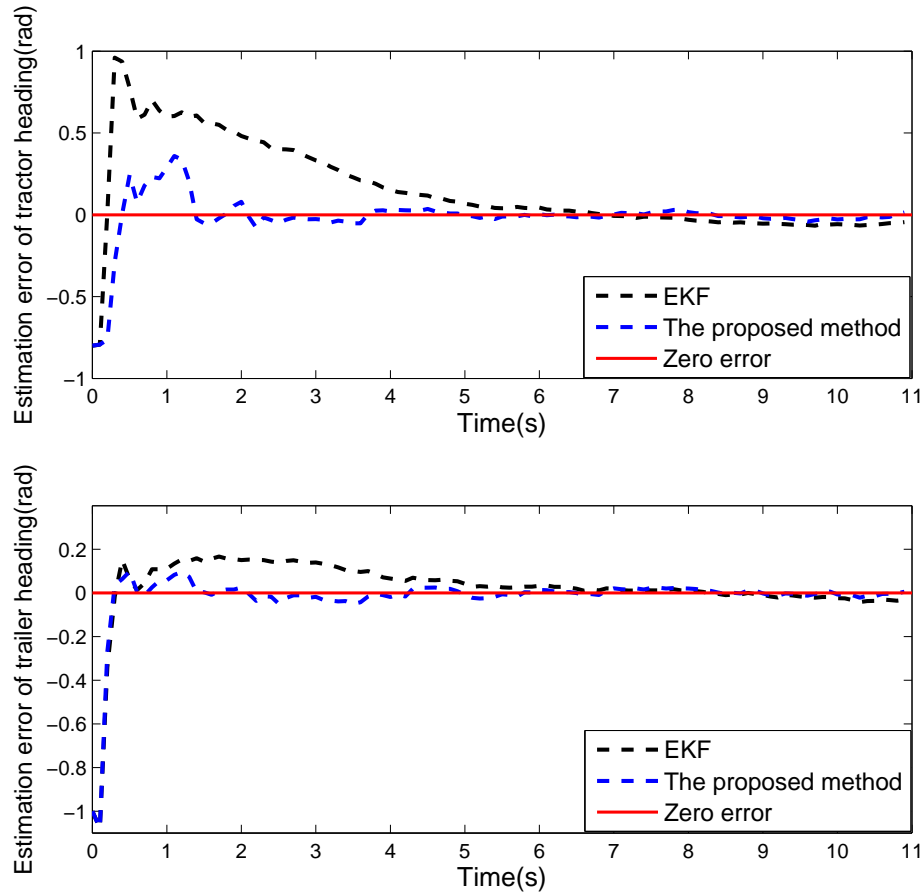 Estimation error of tractor heading(rad)
1
0.5
0
−0.5
−1
0 1 2 3 4 5 6 7 8 9 10 11
Time(s)
EKF
The proposed method
Zero error
Estimation error of trailer heading(rad)
0.2
0
−0.2
−0.4
−0.6
−0.8
−1
0 1 2 3 4 5 6 7 8 9 10 11
Time(s)
EKF
The proposed method
Zero error